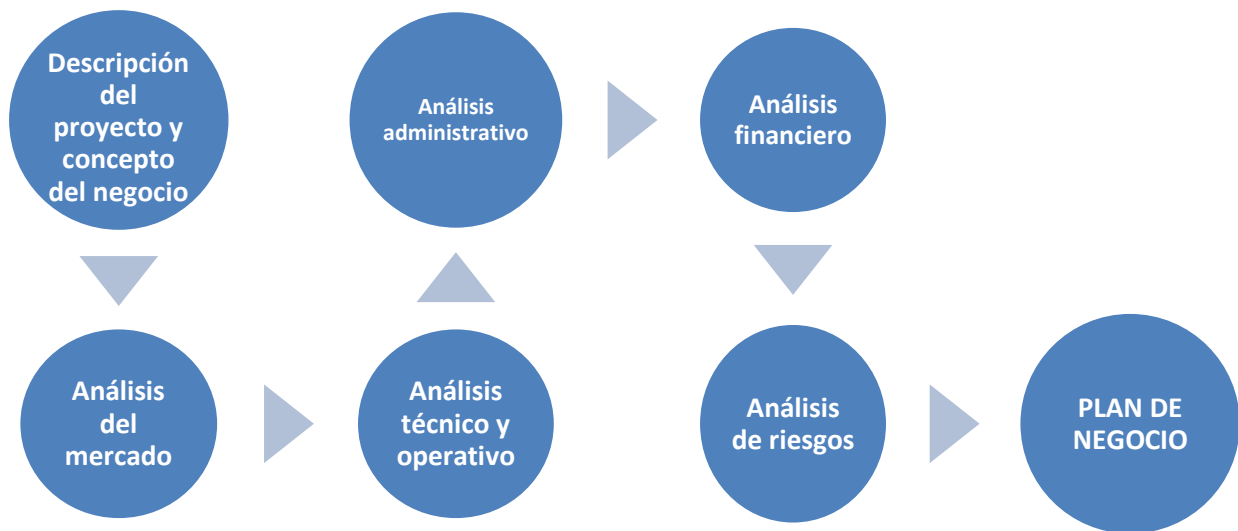 Descripción
del
proyecto y
concepto
del negocio
Análisis
del
mercado
Análisis
técnico y
operativo
Análisis
administrativo
Análisis
financiero
Análisis
de riesgos
PLAN DE
NEGOCIO